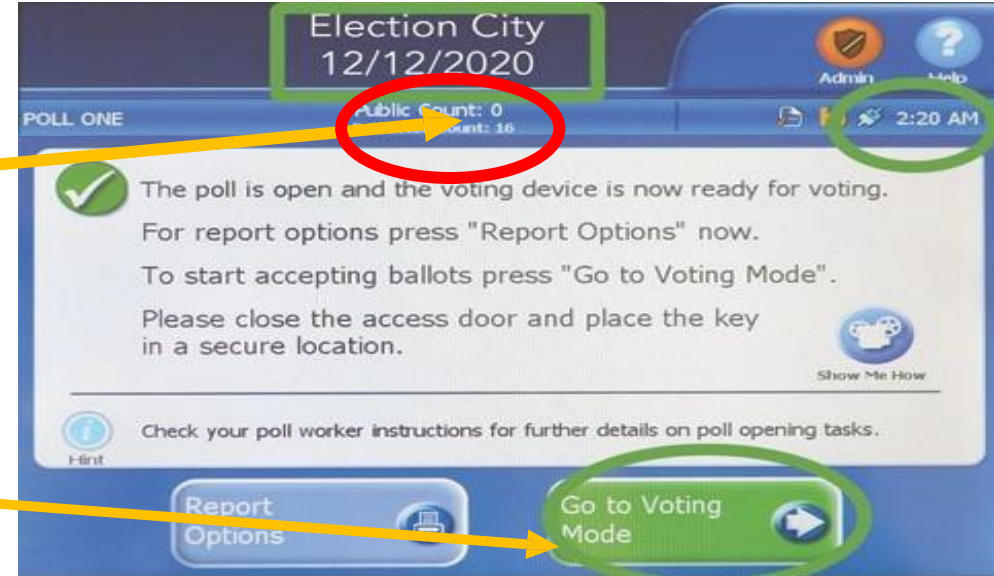 Election City
12/12/2020
Admin
Help
POLL ONE
Public Count: 0
Count: 16
2:20 AM
The poll is open and the voting device is now ready for voting.
For report options press "Report Options" now.
To start accepting ballots press "Go to Voting Mode".
Please close the access door and place the key
in a secure location.
Show Me How
Hint
Check your poll worker instructions for further details on poll opening tasks.
Report
Options
Go to Voting
Mode